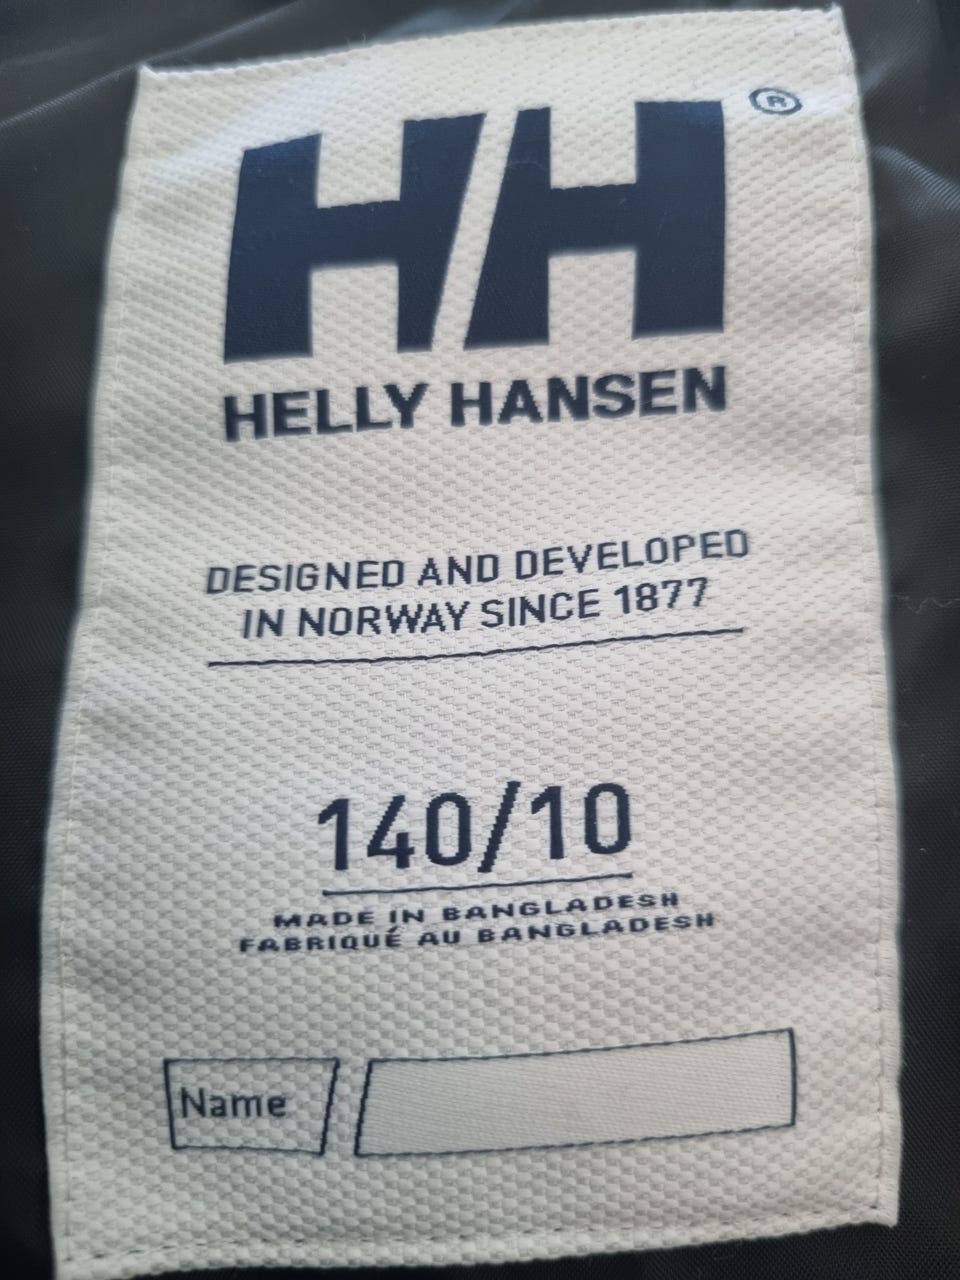 HH®
HELLY HANSEN
DESIGNED AND DEVELOPED
IN NORWAY SINCE 1877
140/10
MADE IN BANGLADESH
FABRIQUÉ AU BANGLADESH
Name